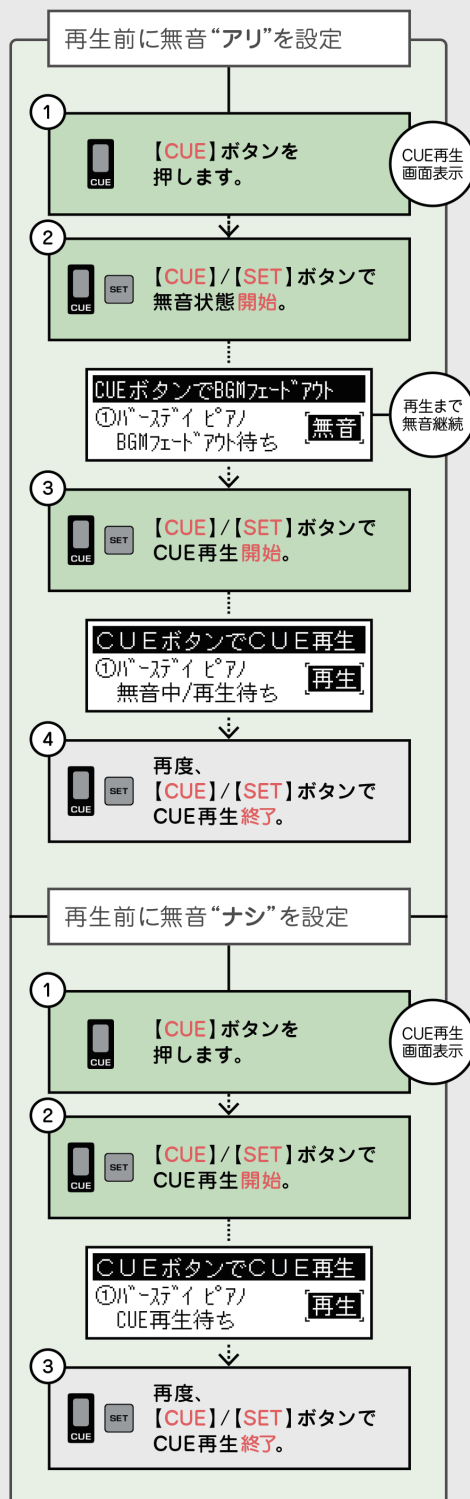 再生前に無音“アリ”を設定
1
CUE
【CUE】ボタンを
押します。
CUE再生
画面表示
2
CUE
SET
【CUE】/【SET】ボタンで
無音状態開始。
CUEボタンでBGMフェードアウト
①バースデイ ピアノ
BGMフェードアウト待ち
[無音]
再生まで
無音継続
3
CUE
SET
【CUE】/【SET】ボタンで
CUE再生開始。
CUEボタンでCUE再生
①バースデイ ピアノ
無音中/再生待ち
[再生]
4
CUE
SET
再度、
【CUE】/【SET】ボタンで
CUE再生終了。
再生前に無音“ナシ”を設定
1
CUE
【CUE】ボタンを
押します。
CUE再生
画面表示
2
CUE
SET
【CUE】/【SET】ボタンで
CUE再生開始。
CUEボタンでCUE再生
①バースデイ ピアノ
CUE再生待ち
[再生]
3
CUE
SET
再度、
【CUE】/【SET】ボタンで
CUE再生終了。